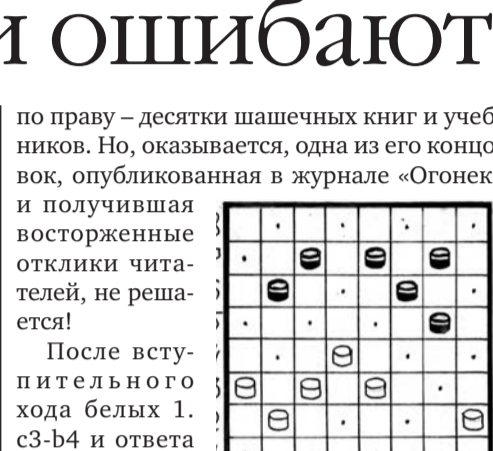 и ошибают
по праву – десятки шашечных книг и учеб
ников. Но, оказывается, одна из его концо
вок, опубликованная в журнале «Огонек
и получившая
восторженные
отклики чита-
телей, не реша-
ется!
После всту-
пительного
хода белых 1.
c3-b4 и ответа